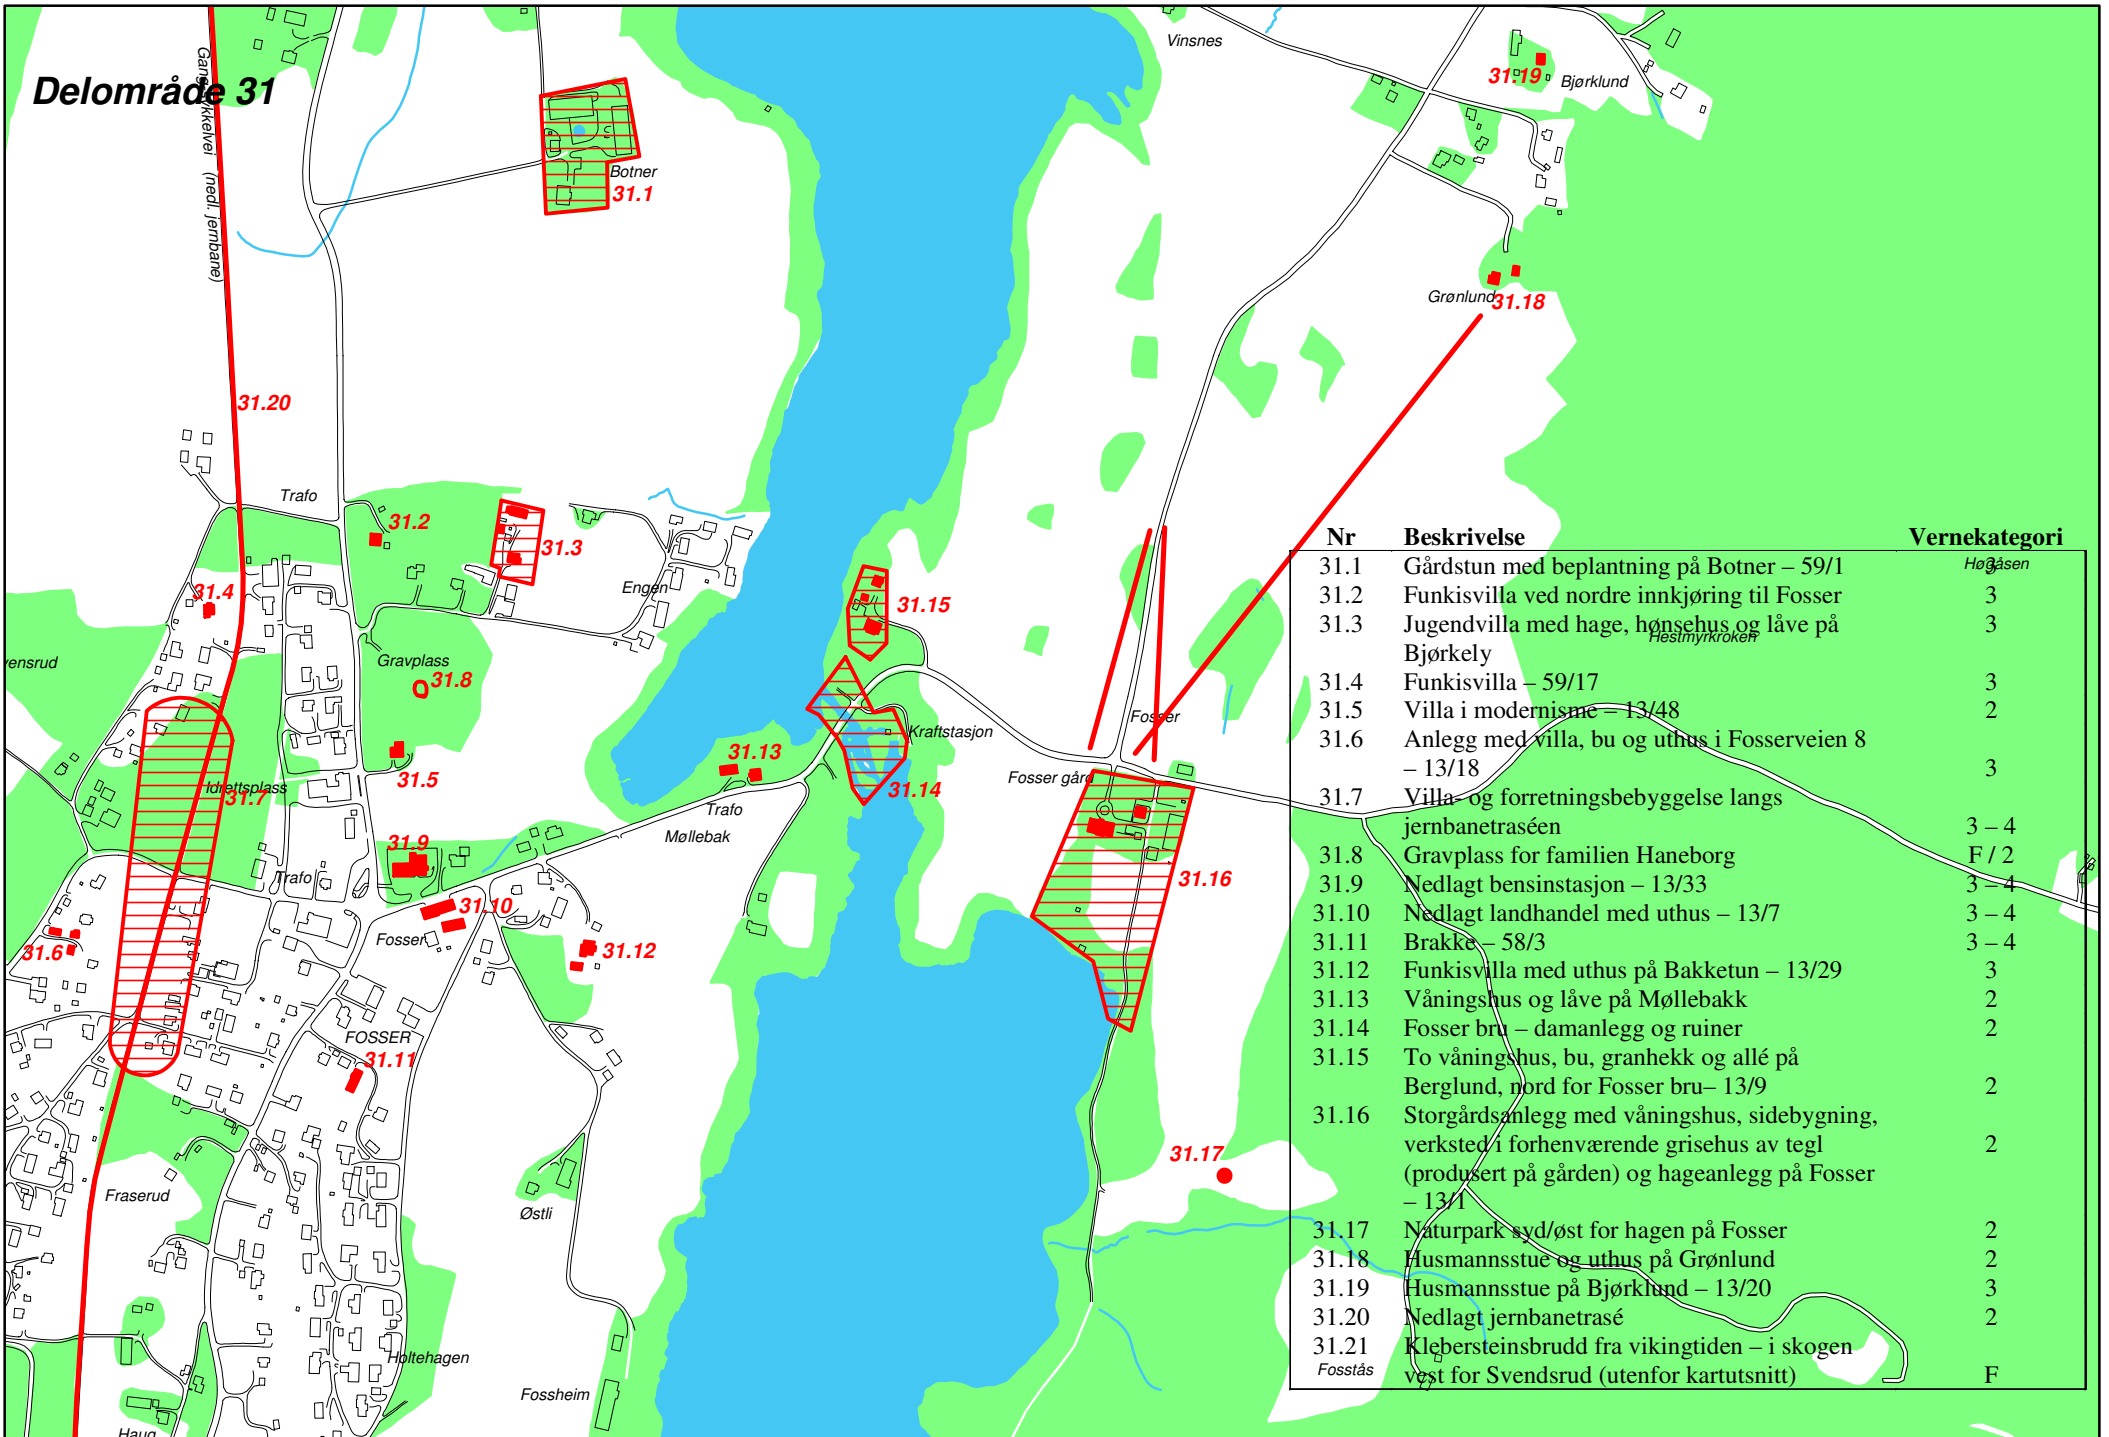 Delområde 31
Gang-/sykkelvei (nedl. jernbane)
Vinsnes
31.19
Bjørklund
Botner
31.1
Grønlund
31.18
31.20
Trafo
31.2
31.3
31.4
Engen
31.15
vensrud
Gravplass
31.8
Fosser
Kraftstasjon
31.5
31.13
Fosser gård
Idrettsplass
31.7
31.14
Trafo
Møllebak
31.9
Trafo
31.16
31.10
Fosser
31.6
31.12
FOSSER
31.11
31.17
Fraserud
Østli
Holtehagen
Fossheim
Haug
Nr Beskrivelse Vernekategori
31.1 Gårdstun med beplantning på Botner – 59/1 3
Høgåsen
31.2 Funkisvilla ved nordre innkjøring til Fosser 3
31.3 Jugendvilla med hage, hønsehus og låve på 3
Hestmyrkroken
Bjørkely
31.4 Funkisvilla – 59/17 3
31.5 Villa i modernisme – 13/48 2
31.6 Anlegg med villa, bu og uthus i Fosserveien 8
– 13/18 3
31.7 Villa- og forretningsbebyggelse langs
jernbanetraséen 3 – 4
31.8 Gravplass for familien Haneborg F / 2
31.9 Nedlagt bensinstasjon – 13/33 3 – 4
31.10 Nedlagt landhandel med uthus – 13/7 3 – 4
31.11 Brakke – 58/3 3 – 4
31.12 Funkisvilla med uthus på Bakketun – 13/29 3
31.13 Våningshus og låve på Møllebakk 2
31.14 Fosser bru – damanlegg og ruiner 2
31.15 To våningshus, bu, granhekk og allé på
Berglund, nord for Fosser bru– 13/9 2
31.16 Storgårdsanlegg med våningshus, sidebygning,
verksted i forhenværende grisehus av tegl 2
(produsert på gården) og hageanlegg på Fosser
– 13/1
31.17 Naturpark syd/øst for hagen på Fosser 2
31.18 Husmannsstue og uthus på Grønlund 2
31.19 Husmannsstue på Bjørklund – 13/20 3
31.20 Nedlagt jernbanetrasé 2
31.21 Klebersteinsbrudd fra vikingtiden – i skogen
Fosstås
vest for Svendsrud (utenfor kartutsnitt) F